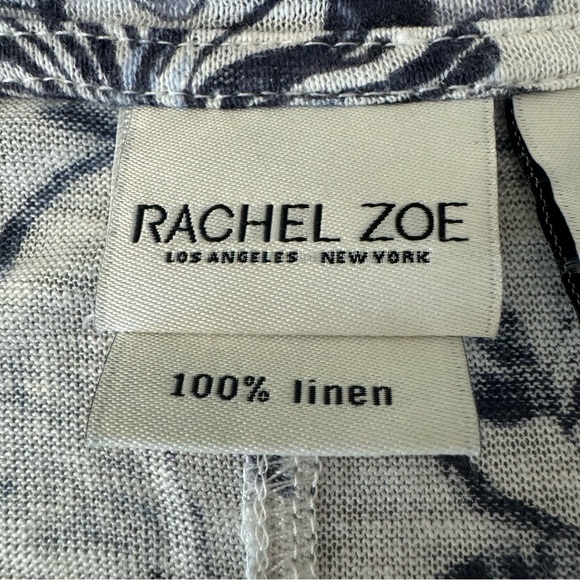 RACHEL ZOE
LOS ANGELES NEW YORK
100% linen